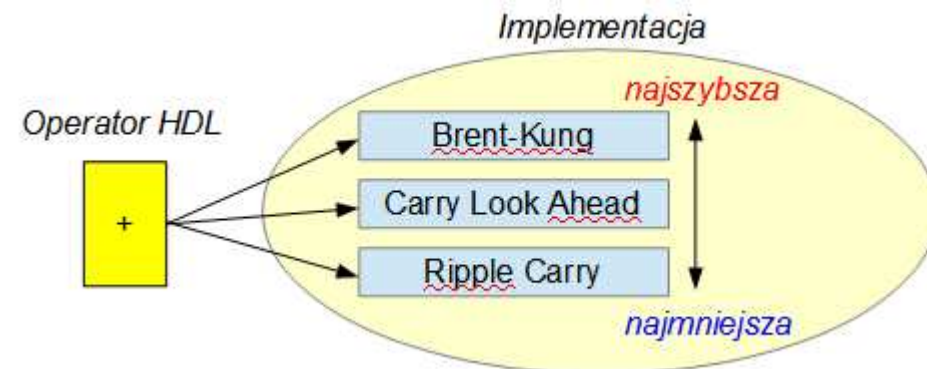 Implementacja
najszybsza
Operator HDL
Brent-Kung
+
Carry Look Ahead
Ripple Carry
najmniejsza